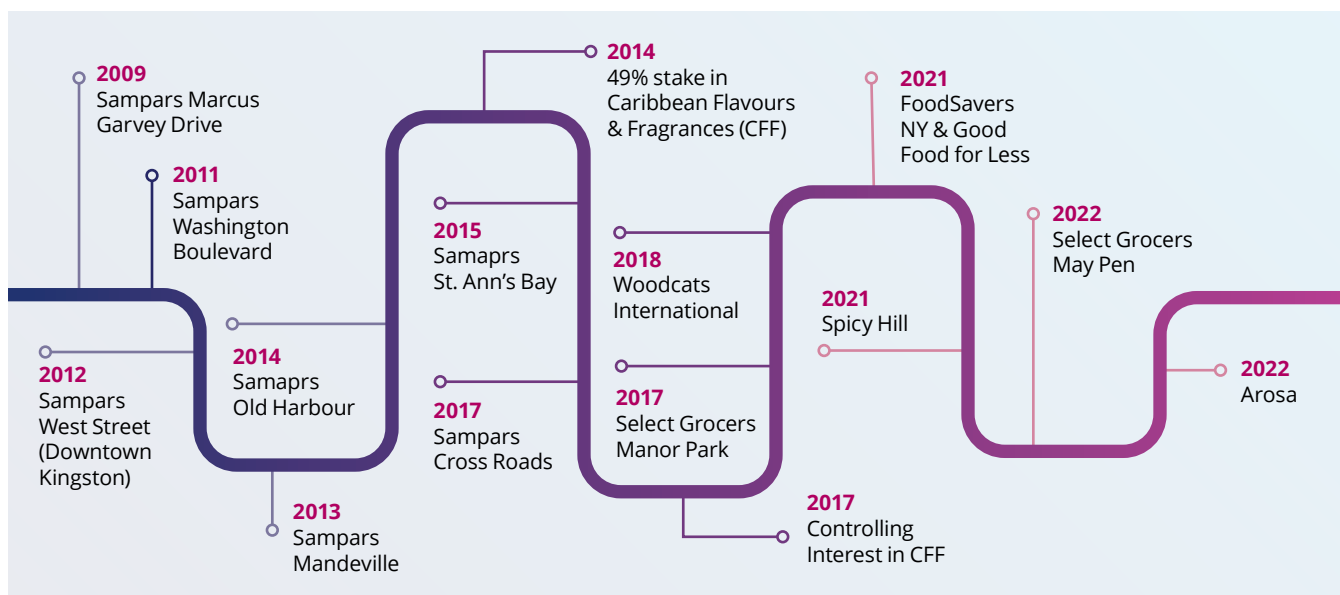 2009
Sampars Marcus
Garvey Drive
2011
Sampars
Washington
Boulevard
2012
Sampars
West Street
(Downtown
Kingston)
2013
Sampars
Mandeville
2014
Samaprs
Old Harbour
2014
49% stake in
Caribbean Flavours
& Fragrances (CFF)
2015
Samaprs
St. Ann’s Bay
2017
Sampars
Cross Roads
2017
Controlling
Interest in CFF
2017
Select Grocers
Manor Park
2018
Woodcats
International
2021
FoodSavers
NY & Good
Food for Less
2021
Spicy Hill
2022
Select Grocers
May Pen
2022
Arosa